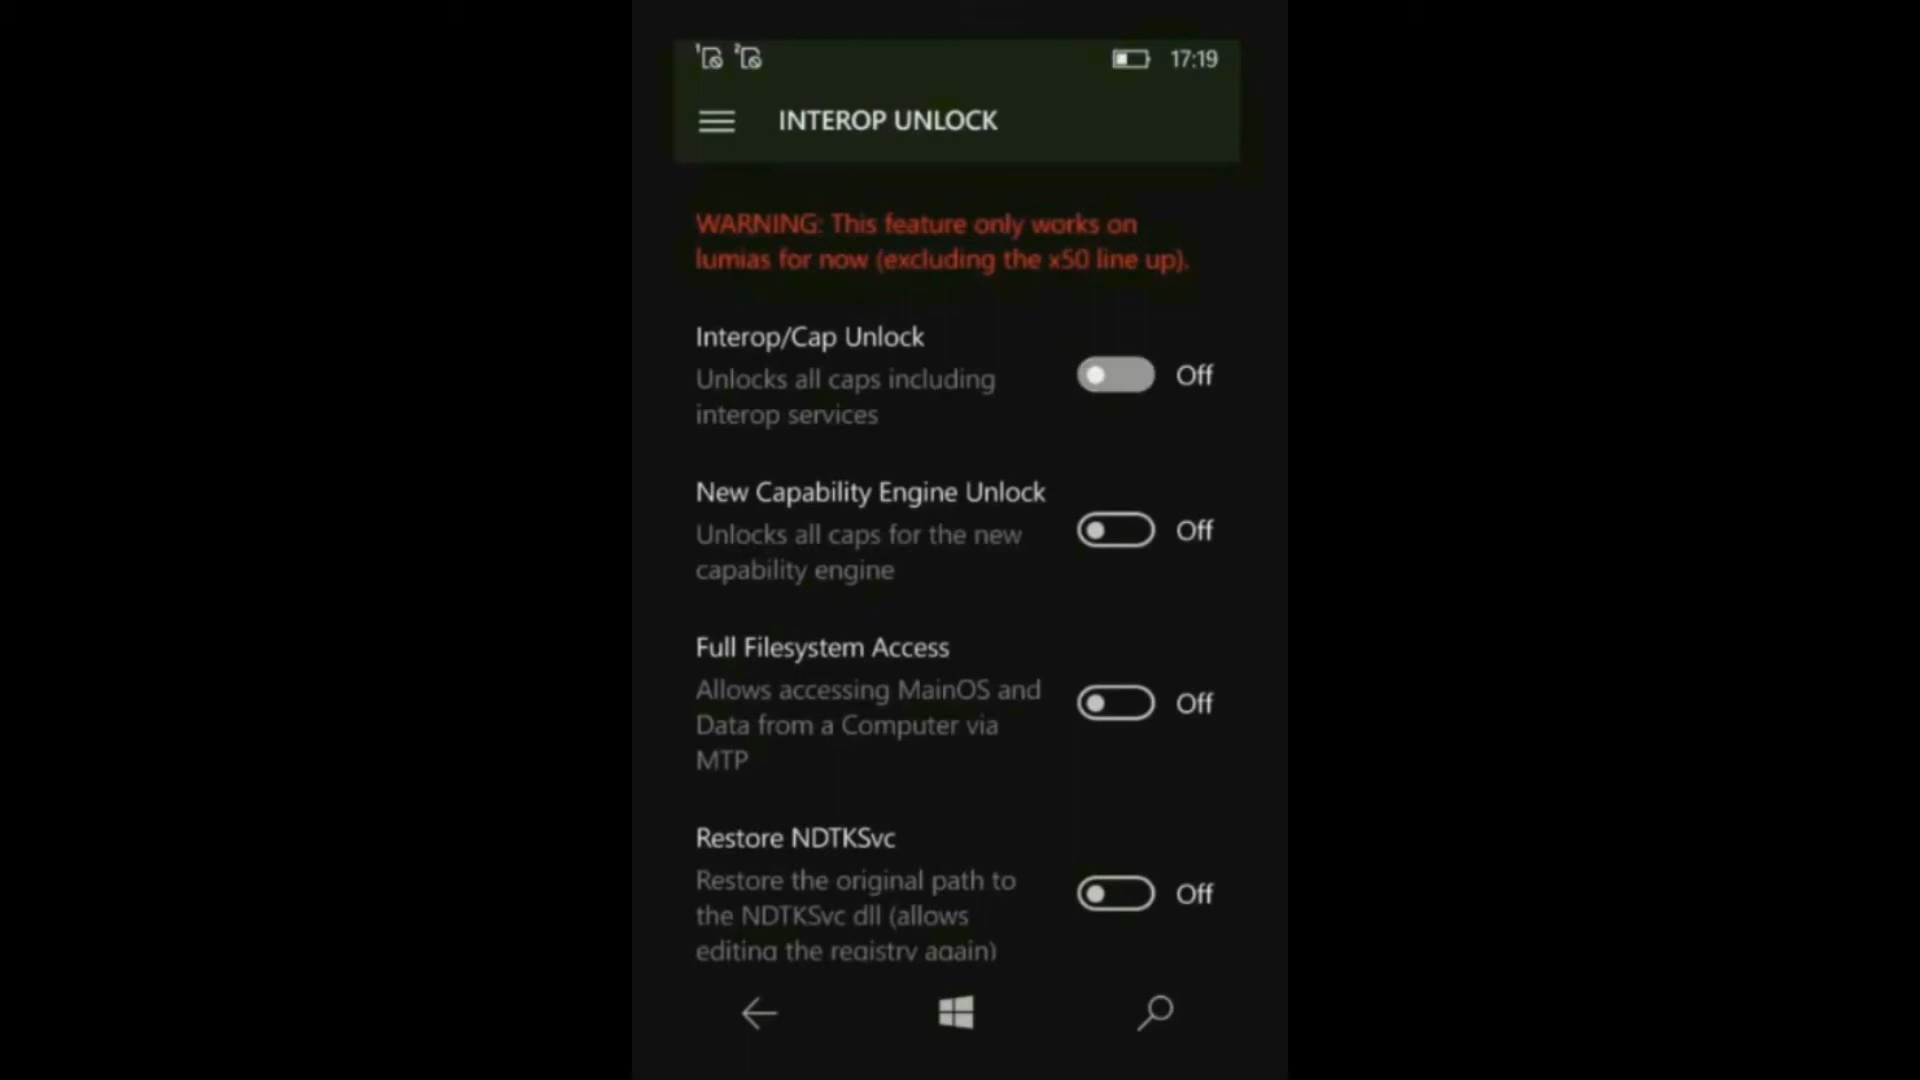 17:19
INTEROP UNLOCK
WARNING: This feature only works on
lumias for now (excluding the x50 line up).
Interop/Cap Unlock
Unlocks all caps including
interop services
Off
New Capability Engine Unlock
Unlocks all caps for the new
capability engine
Off
Full Filesystem Access
Allows accessing MainOS and
Data from a Computer via
MTP
Off
Restore NDTKSvc
Restore the original path to
the NDTKSvc dll (allows
editing the registry again)
Off